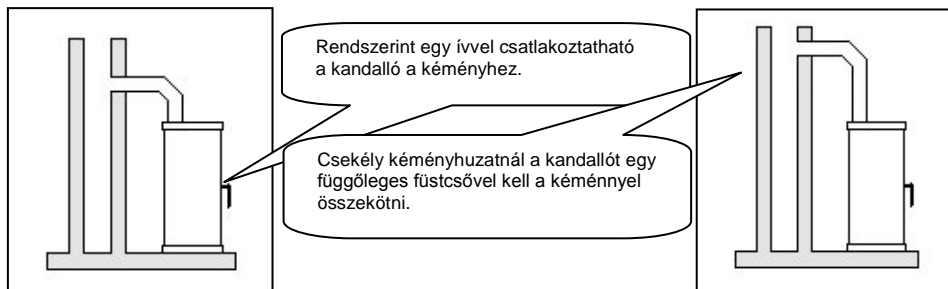 Rendszerint egy ívvel csatlakoztatható
a kandalló a kéményhez.
Csekély kéményhuzatnál a kandallót egy
függőleges füstcsővel kell a kéménnyel
összekötni.